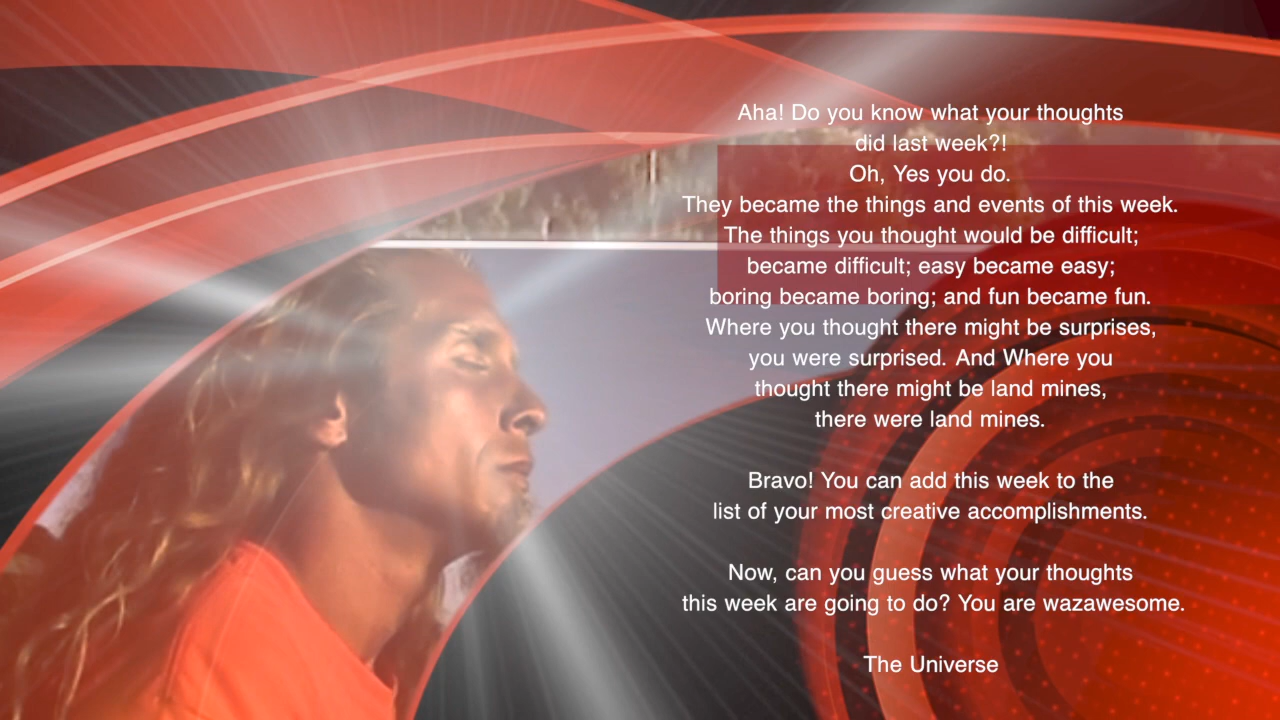 Aha! Do you know what your thoughts
did last week?!
Oh, Yes you do.
They became the things and events of this week.
The things you thought would be difficult;
became difficult; easy became easy;
boring became boring; and fun became fun.
Where you thought there might be surprises,
you were surprised. And Where you
thought there might be land mines,
there were land mines.
Bravo! You can add this week to the
list of your most creative accomplishments.
Now, can you guess what your thoughts
this week are going to do? You are wazawesome.
The Universe